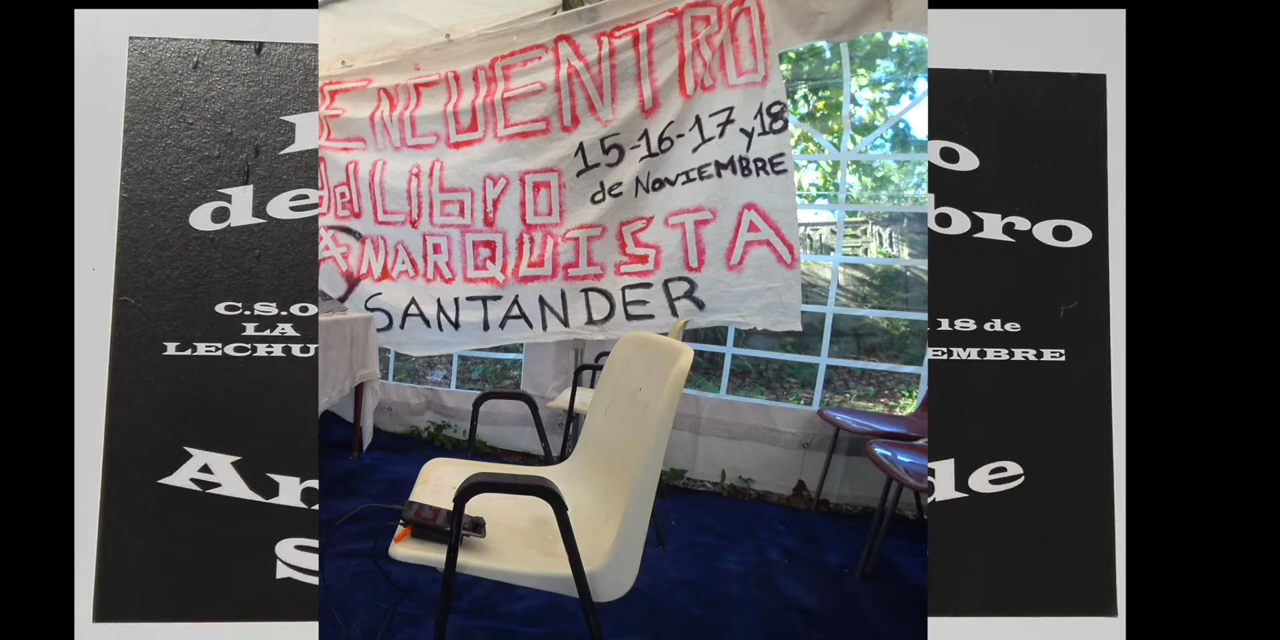 ENCUENTRO
15-16-17 y 18
de NOVIEMBRE
del LibrO
ANARQUISTA
SANTANDER
de
C.S.O
LA
LECHU
An
S
o
bro
18 de
EMBRE
de